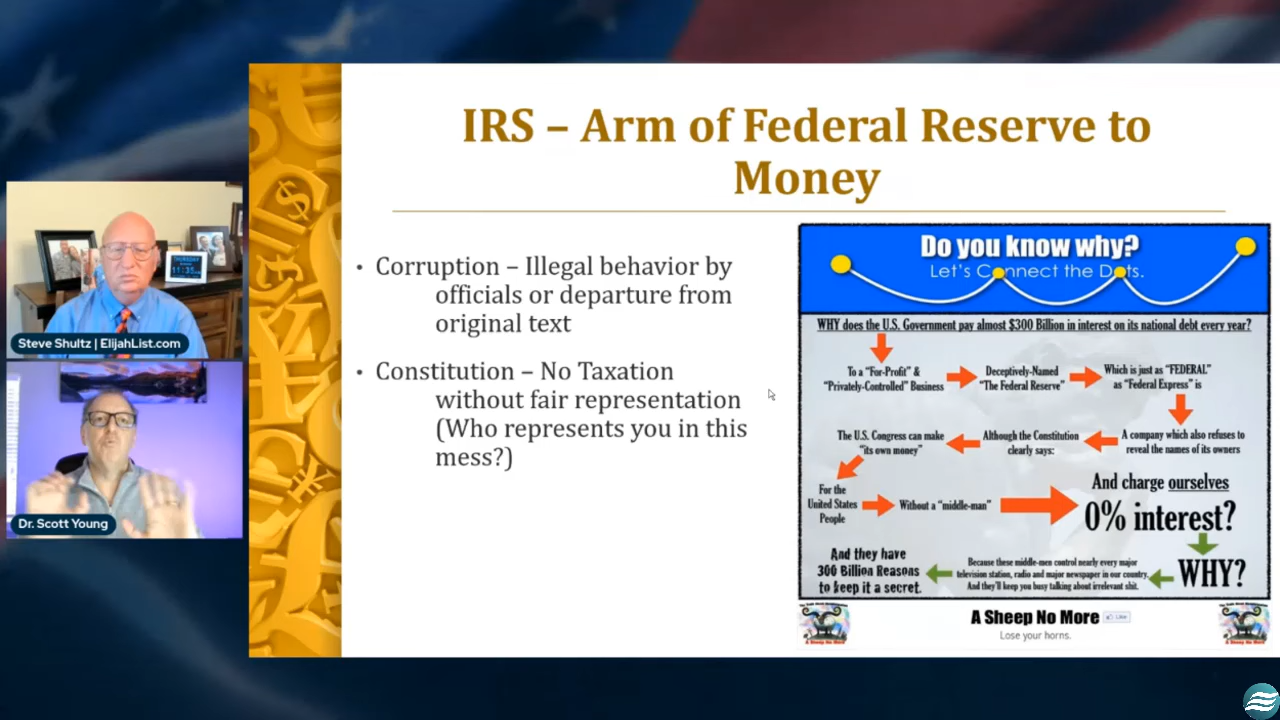 IRS – Arm of Federal Reserve to
Money
• Corruption – Illegal behavior by
officials or departure from
original text
• Constitution – No Taxation
without fair representation
(Who represents you in this
mess?)
Do you know why?
Let's Connect the Dots.
WHY does the U.S. Government pay almost $300 Billion in interest on its national debt every year?
To a "For-Profit" &
"Privately-Controlled" Business
Deceptively-Named
"The Federal Reserve"
Which is just as "FEDERAL"
as "Federal Express" is
The U.S. Congress can make
"its own money"
Although the Constitution
clearly says:
A company which also refuses to
reveal the names of its owners
For the
United States
People
Without a "middle-man"
And charge ourselves
0% interest?
And they have
300 Billion Reasons
to keep it a secret.
Because these middle-men control nearly every major
television station, radio and major newspaper in our country.
And they'll keep you busy talking about irrelevant shit.
WHY?
A Sheep No More
Like
Lose your horns.
THURSDAY
11:35
Steve Shultz | ElijahList.com
Dr. Scott Young